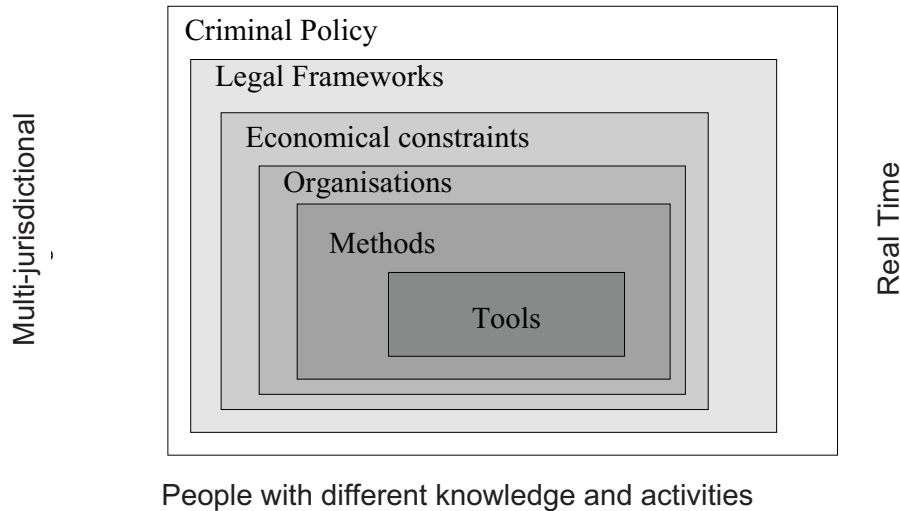 Criminal Policy
Legal Frameworks
Economical constraints
Organisations
Methods
Tools
Multi-jurisdictional
Real Time
People with different knowledge and activities